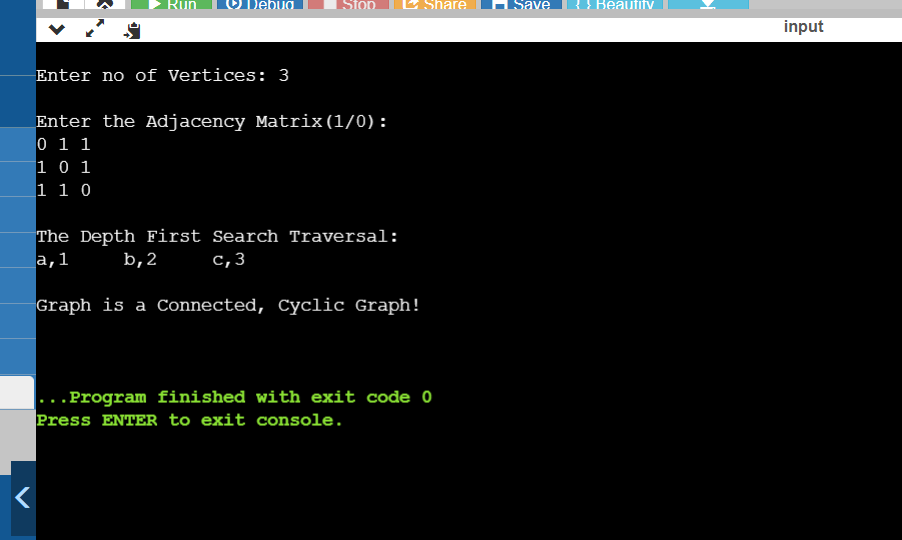 Run Debug Stop Share Save { } Beautify
input
Enter no of Vertices: 3
Enter the Adjacency Matrix(1/0):
0 1 1
1 0 1
1 1 0
The Depth First Search Traversal:
a,1     b,2     c,3
Graph is a Connected, Cyclic Graph!
...Program finished with exit code 0
Press ENTER to exit console.